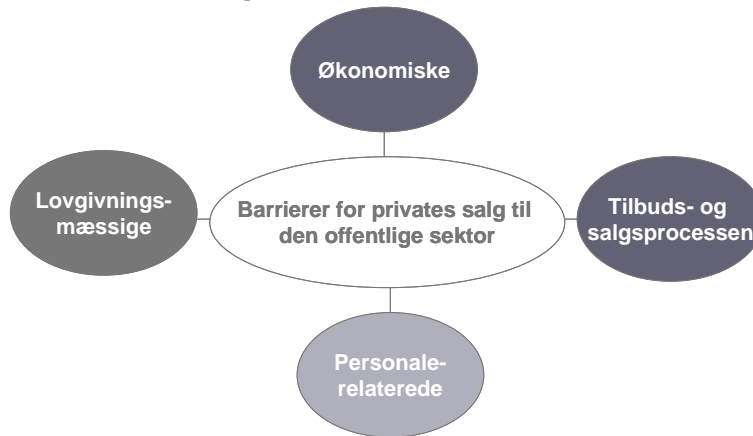 Økonomiske
Lovgivnings-
mæssige
Barrierer for privates salg til
den offentlige sektor
Tilbuds- og
salgsprocessen
Personale-
relaterede